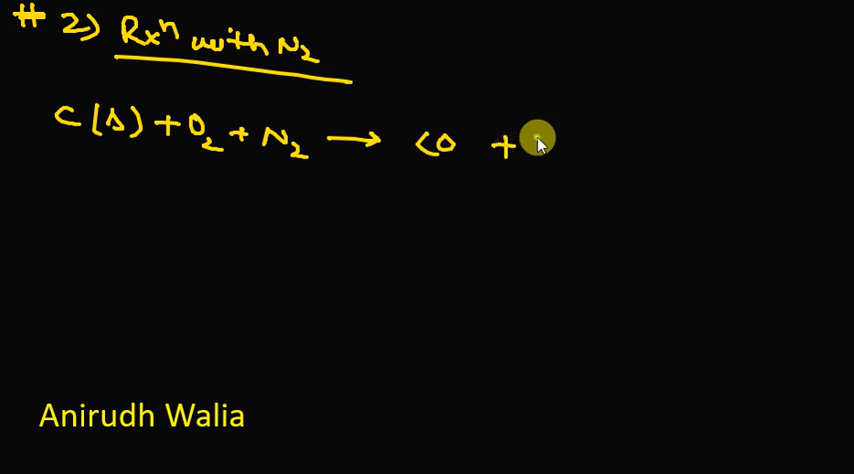 # 2) Rxⁿ with N₂
C (s) + O₂ + N₂ → CO +
Anirudh Walia